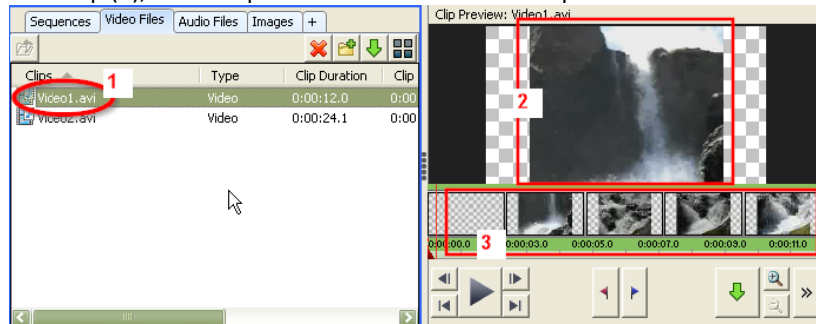 Sequences Video Files Audio Files Images +
Clip Preview: Video1.avi
Clips 1 Type Clip Duration Clip
Video1.avi Video 0:00:12.0 0:00
Video2.avi Video 0:00:24.1 0:00
2
3
0:00:00.0 0:00:03.0 0:00:05.0 0:00:07.0 0:00:09.0 0:00:11.0